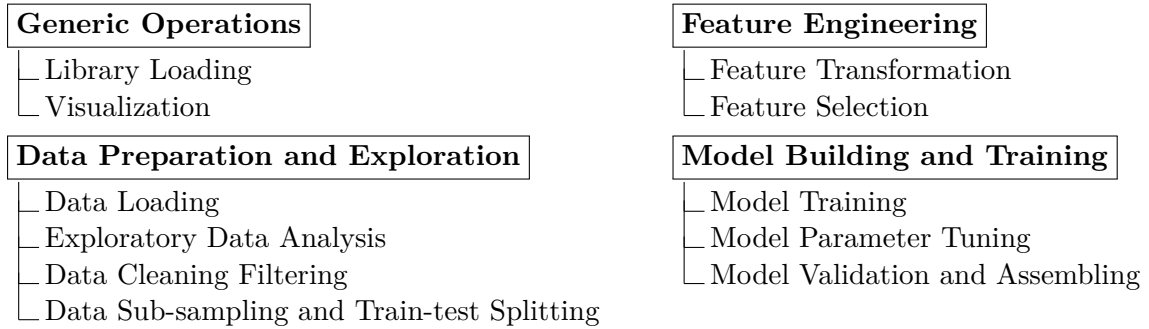 Generic Operations
Library Loading
Visualization
Data Preparation and Exploration
Data Loading
Exploratory Data Analysis
Data Cleaning Filtering
Data Sub-sampling and Train-test Splitting
Feature Engineering
Feature Transformation
Feature Selection
Model Building and Training
Model Training
Model Parameter Tuning
Model Validation and Assembling